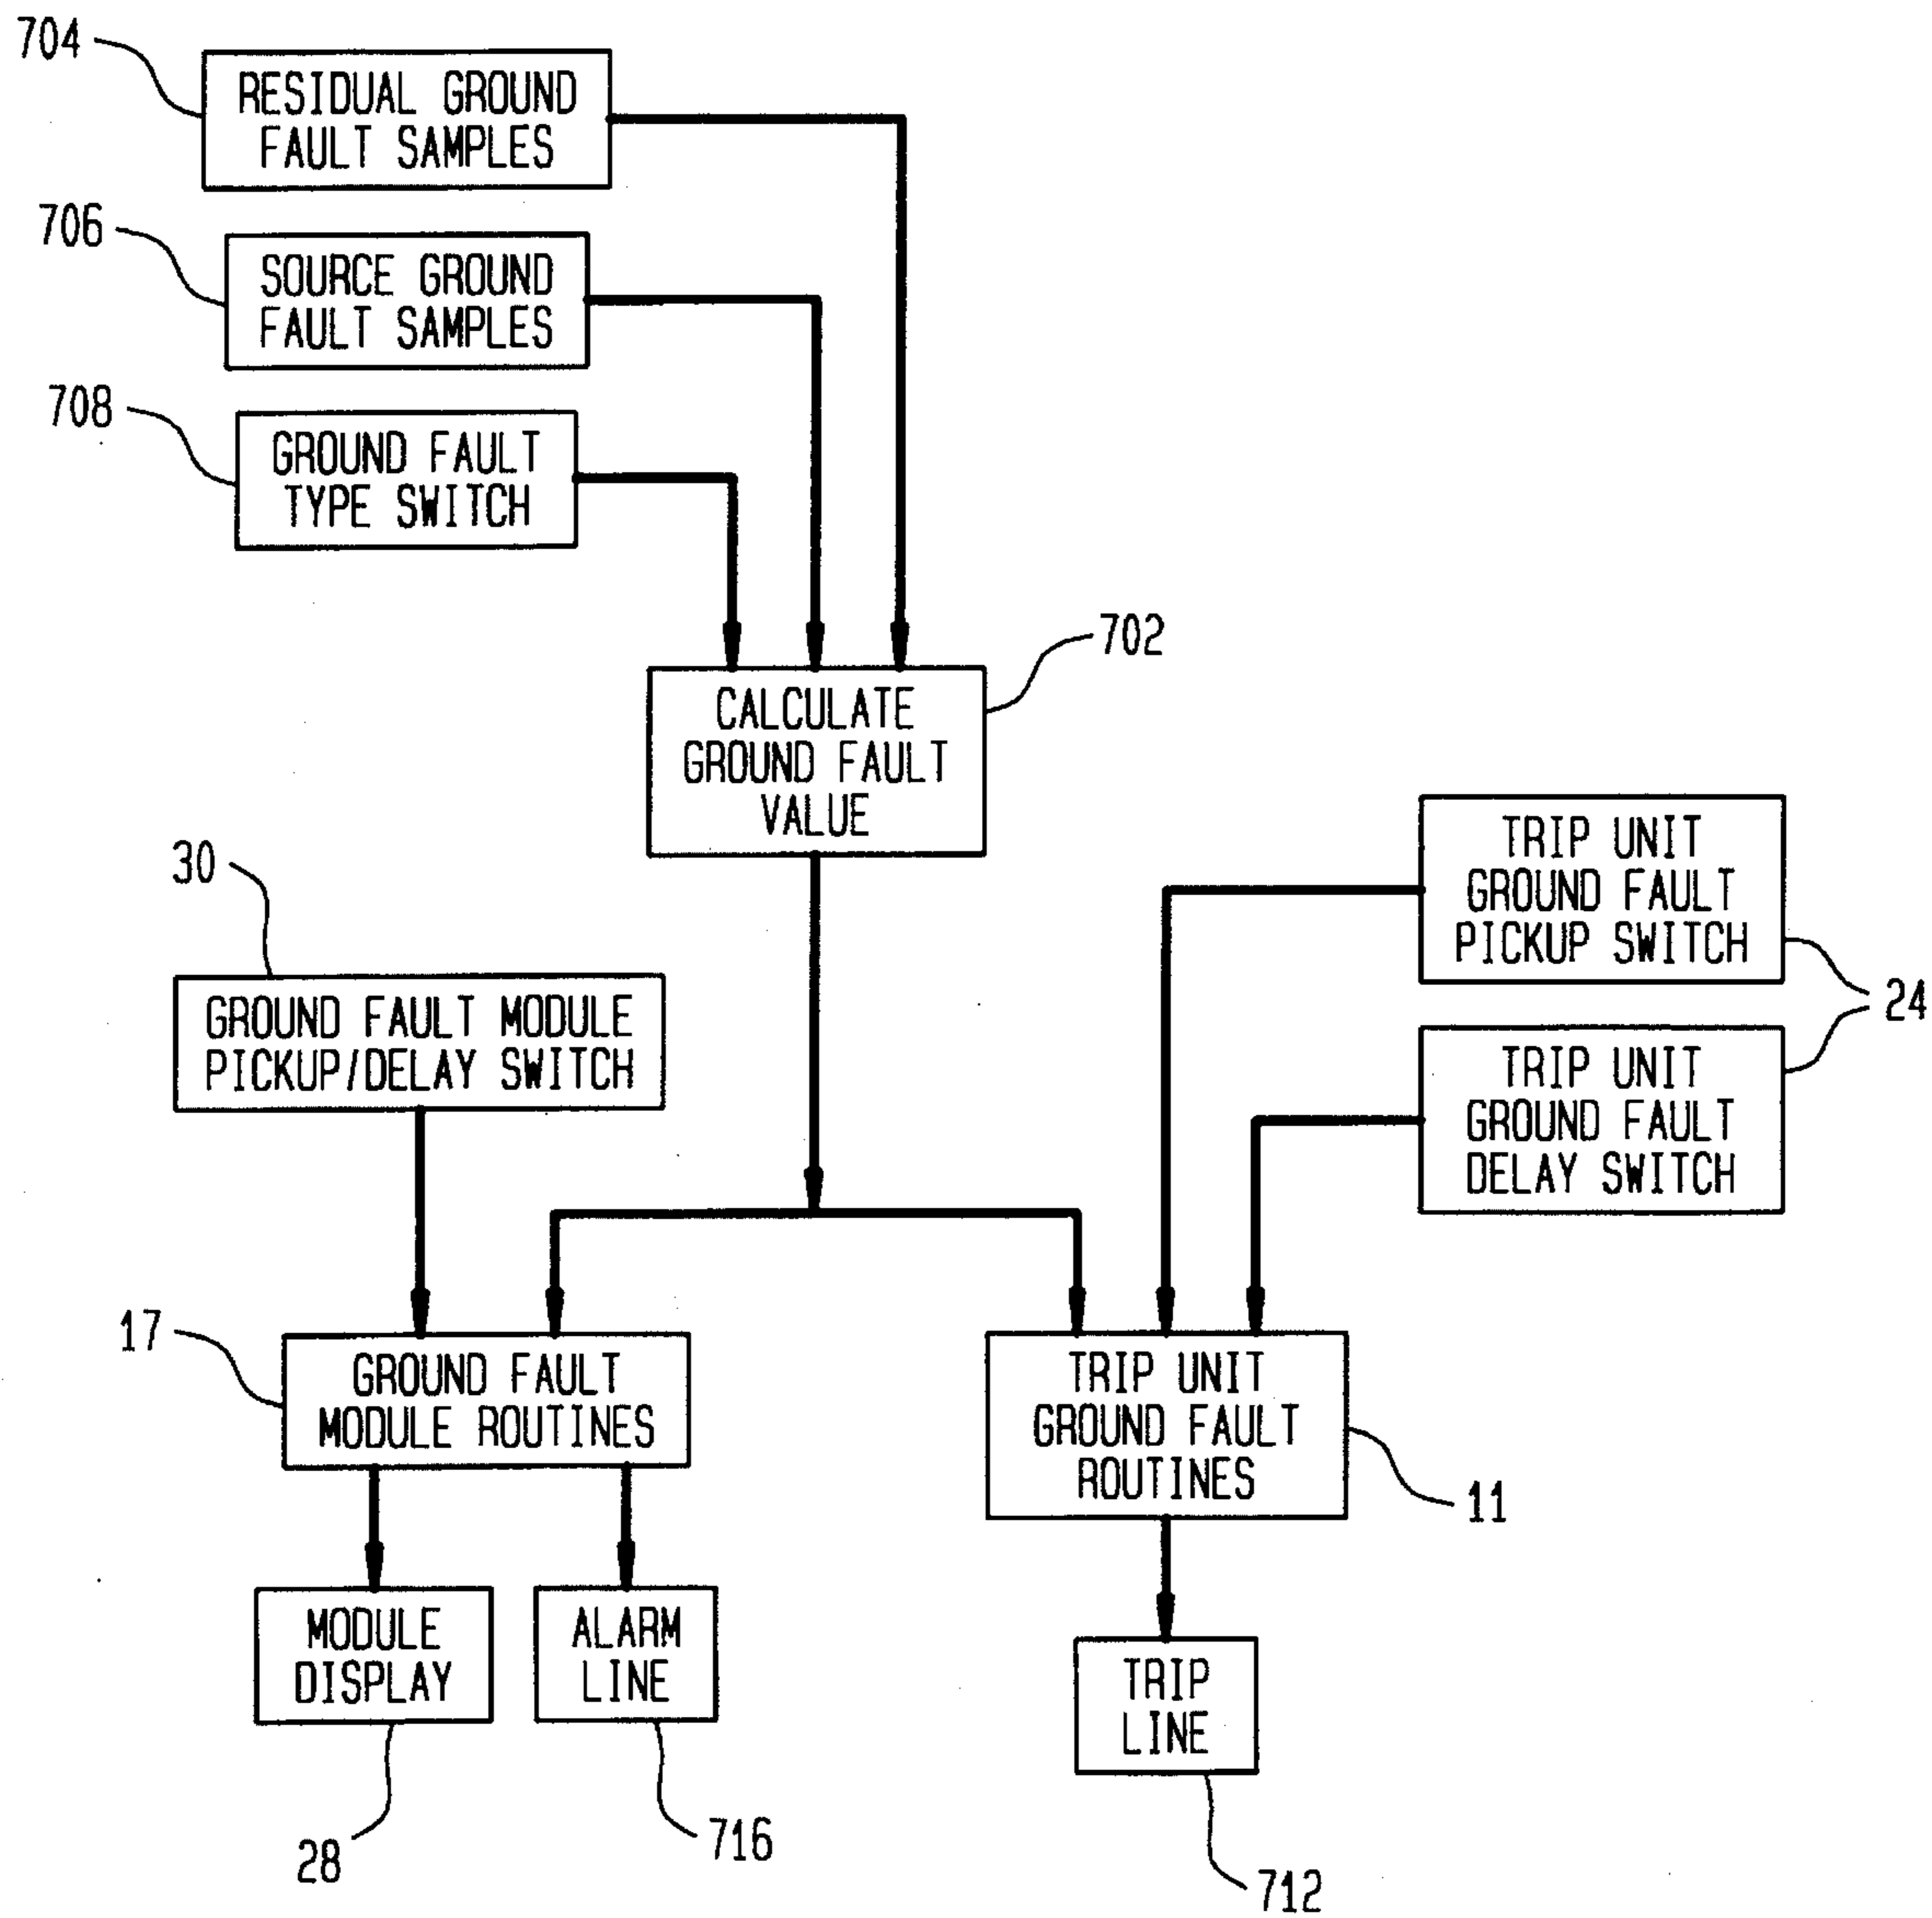 704
RESIDUAL GROUND
FAULT SAMPLES
706
SOURCE GROUND
FAULT SAMPLES
708
GROUND FAULT
TYPE SWITCH
702
CALCULATE
GROUND FAULT
VALUE
30
GROUND FAULT MODULE
PICKUP/DELAY SWITCH
TRIP UNIT
GROUND FAULT
PICKUP SWITCH
24
TRIP UNIT
GROUND FAULT
DELAY SWITCH
17
GROUND FAULT
MODULE ROUTINES
TRIP UNIT
GROUND FAULT
ROUTINES
11
MODULE
DISPLAY
28
ALARM
LINE
716
TRIP
LINE
712